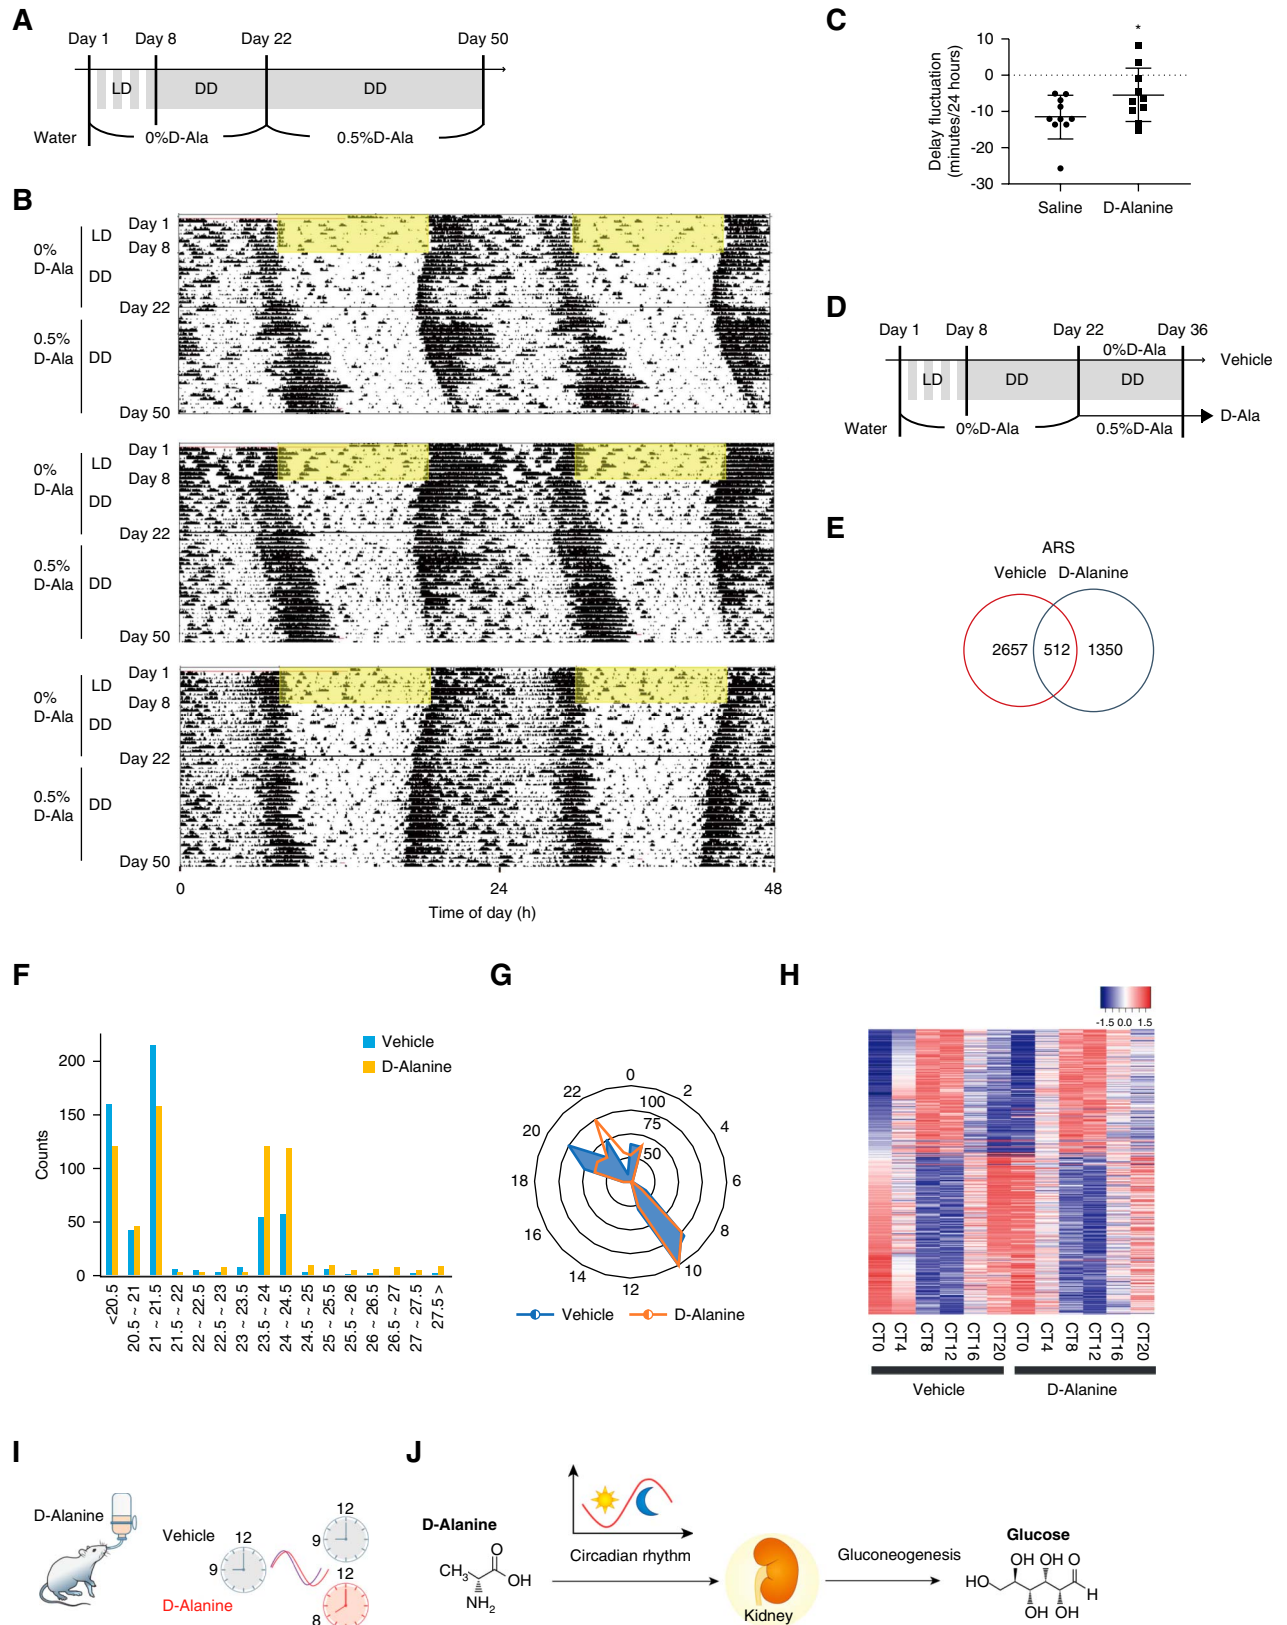 A
Day 1 Day 8 Day 22 Day 50
LD DD DD
Water 0%D-Ala 0.5%D-Ala
B
0%
D-Ala
LD
DD
0.5%
D-Ala
DD
Day 1
Day 8
Day 22
Day 50
0%
D-Ala
LD
DD
0.5%
D-Ala
DD
Day 1
Day 8
Day 22
Day 50
0%
D-Ala
LD
DD
0.5%
D-Ala
DD
Day 1
Day 8
Day 22
Day 50
0 24 48
Time of day (h)
C
Delay fluctuation
(minutes/24 hours)
10
0
-10
-20
-30
*
Saline D-Alanine
D
Day 1 Day 8 Day 22 Day 36
0%D-Ala
Vehicle
LD DD DD
D-Ala
Water 0%D-Ala 0.5%D-Ala
E
ARS
Vehicle D-Alanine
2657 512 1350
F
Counts
200
150
100
50
0
Vehicle
D-Alanine
<20.5
20.5 ~ 21
21 ~ 21.5
21.5 ~ 22
22 ~ 22.5
22.5 ~ 23
23 ~ 23.5
23.5 ~ 24
24 ~ 24.5
24.5 ~ 25
25 ~ 25.5
25.5 ~ 26
26 ~ 26.5
26.5 ~ 27
27 ~ 27.5
27.5 >
G
0
2
4
6
8
10
12
14
16
18
20
22
100
75
50
Vehicle D-Alanine
H
-1.5 0.0 1.5
CT0 CT4 CT8 CT12 CT16 CT20 CT0 CT4 CT8 CT12 CT16 CT20
Vehicle D-Alanine
I
D-Alanine
Vehicle
12
9
12
9
D-Alanine
12
8
J
D-Alanine
CH3
O
OH
NH2
Circadian rhythm
Kidney
Gluconeogenesis
Glucose
OH OH O
HO H
OH OH